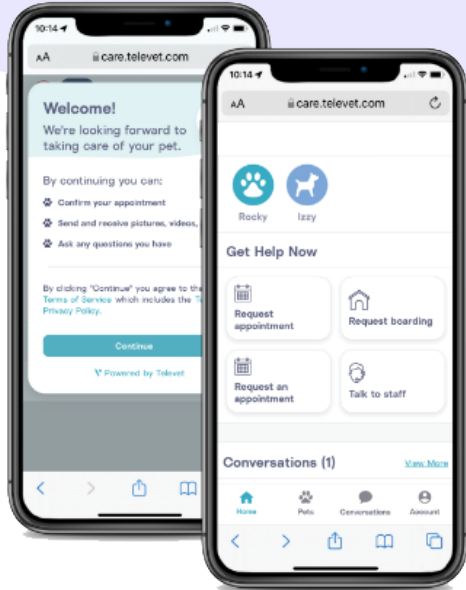 10:14
AA care.televet.com
Welcome!
We're looking forward to
taking care of your pet.
By continuing you can:
Confirm your appointment
Send and receive pictures, videos,
Ask any questions you have
By clicking "Continue" you agree to the
Terms of Service which includes the
Privacy Policy.
Continue
Powered by Televet
10:14
AA care.televet.com
Rocky Izzy
Get Help Now
Request
appointment
Request boarding
Request an
appointment
Talk to staff
Conversations (1) View More
Home Pets Conversations Account